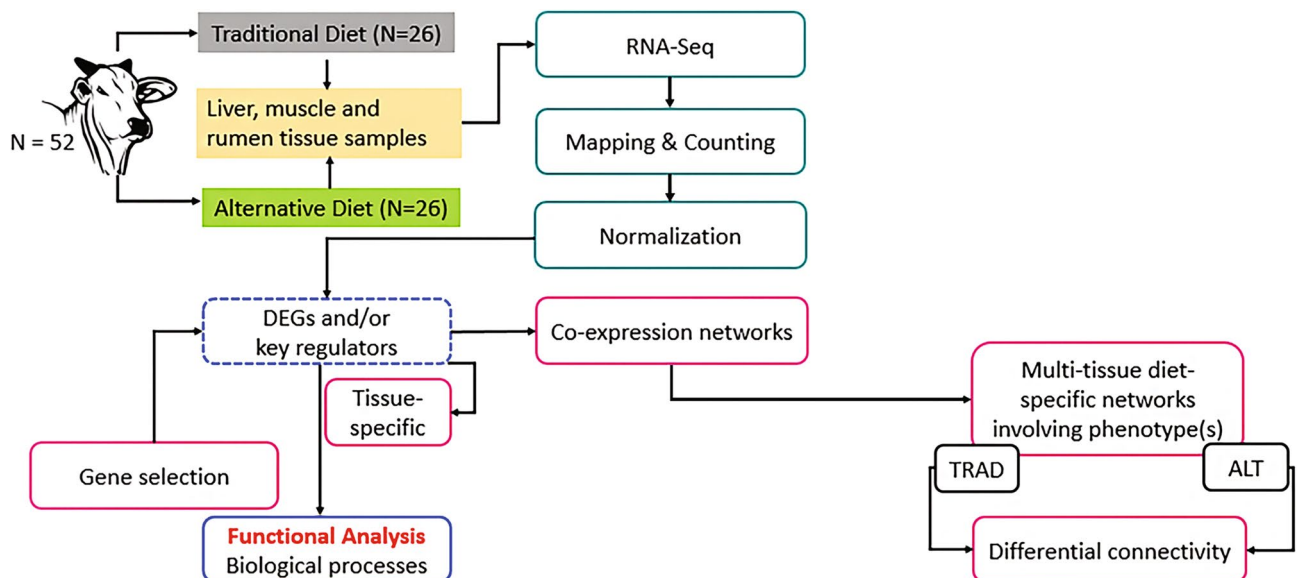 Traditional Diet (N=26)
N = 52
Liver, muscle and
rumen tissue samples
Alternative Diet (N=26)
RNA-Seq
Mapping & Counting
Normalization
DEGs and/or
key regulators
Co-expression networks
Tissue-
specific
Gene selection
Functional Analysis
Biological processes
Multi-tissue diet-
specific networks
involving phenotype(s)
TRAD
ALT
Differential connectivity